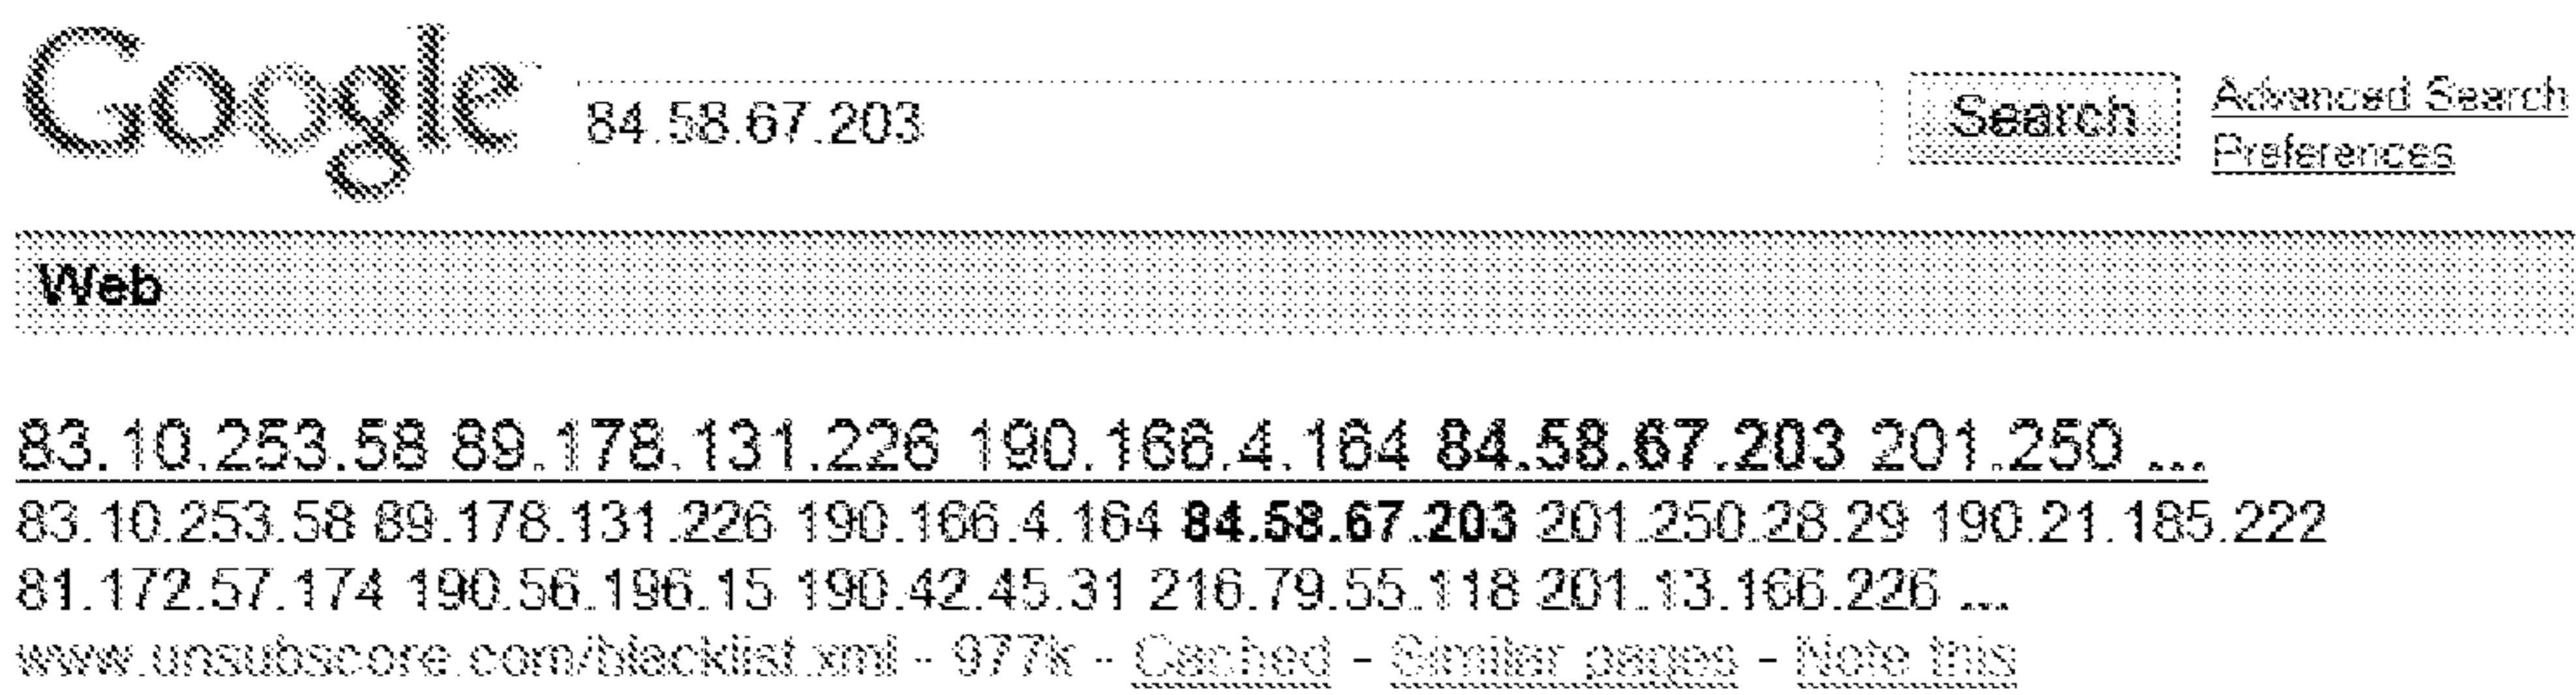 Google
84.58.67.203
Search
Advanced Search
Preferences
Web
83.10.253.58 89.178.131.226 190.166.4.164 84.58.67.203 201.250 ...
83.10.253.58 89.178.131.226 190.166.4.164 84.58.67.203 201.250.28.29 190.21.185.222
81.172.57.174 190.56.196.15 190.42.45.31 216.79.55.118 201.13.166.226 ...
www.unsubscore.com/blacklist.xml - 977k - Cached - Similar pages - Note this